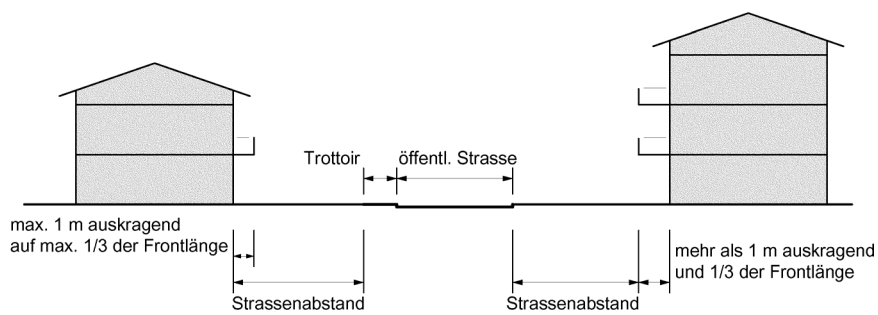 Trottoir
öffentl. Strasse
max. 1 m auskragend
auf max. 1/3 der Frontlänge
mehr als 1 m auskragend
und 1/3 der Frontlänge
Strassenabstand
Strassenabstand